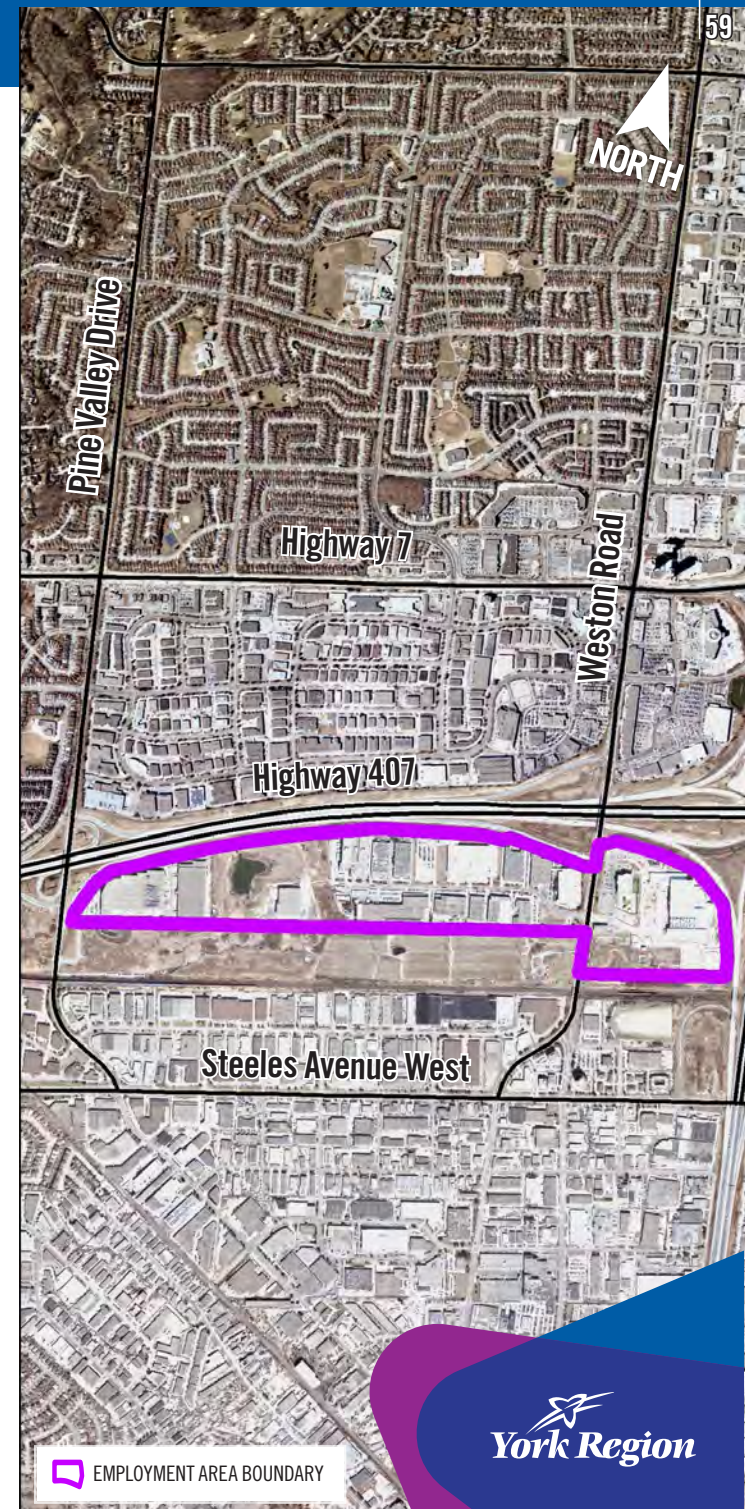 59
NORTH
Pine Valley Drive
Highway 7
Weston Road
Highway 407
Steeles Avenue West
York Region
EMPLOYMENT AREA BOUNDARY